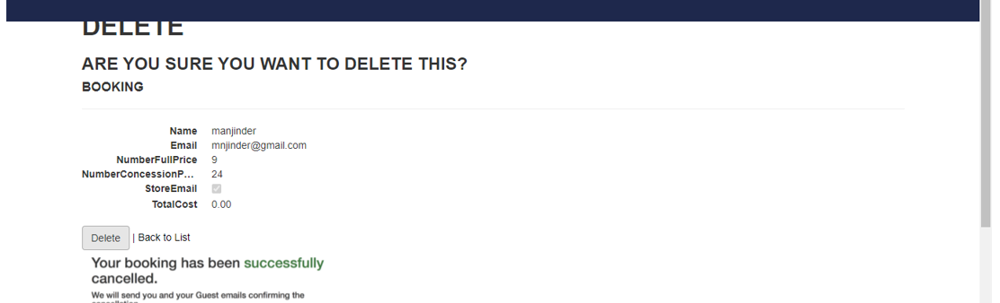 DELETE
ARE YOU SURE YOU WANT TO DELETE THIS?
BOOKING
Name manjinder
Email mnjinder@gmail.com
NumberFullPrice 9
NumberConcessionP... 24
StoreEmail
TotalCost 0.00
Delete | Back to List
Your booking has been successfully
cancelled.
We will send you and your Guest emails confirming the
cancellation